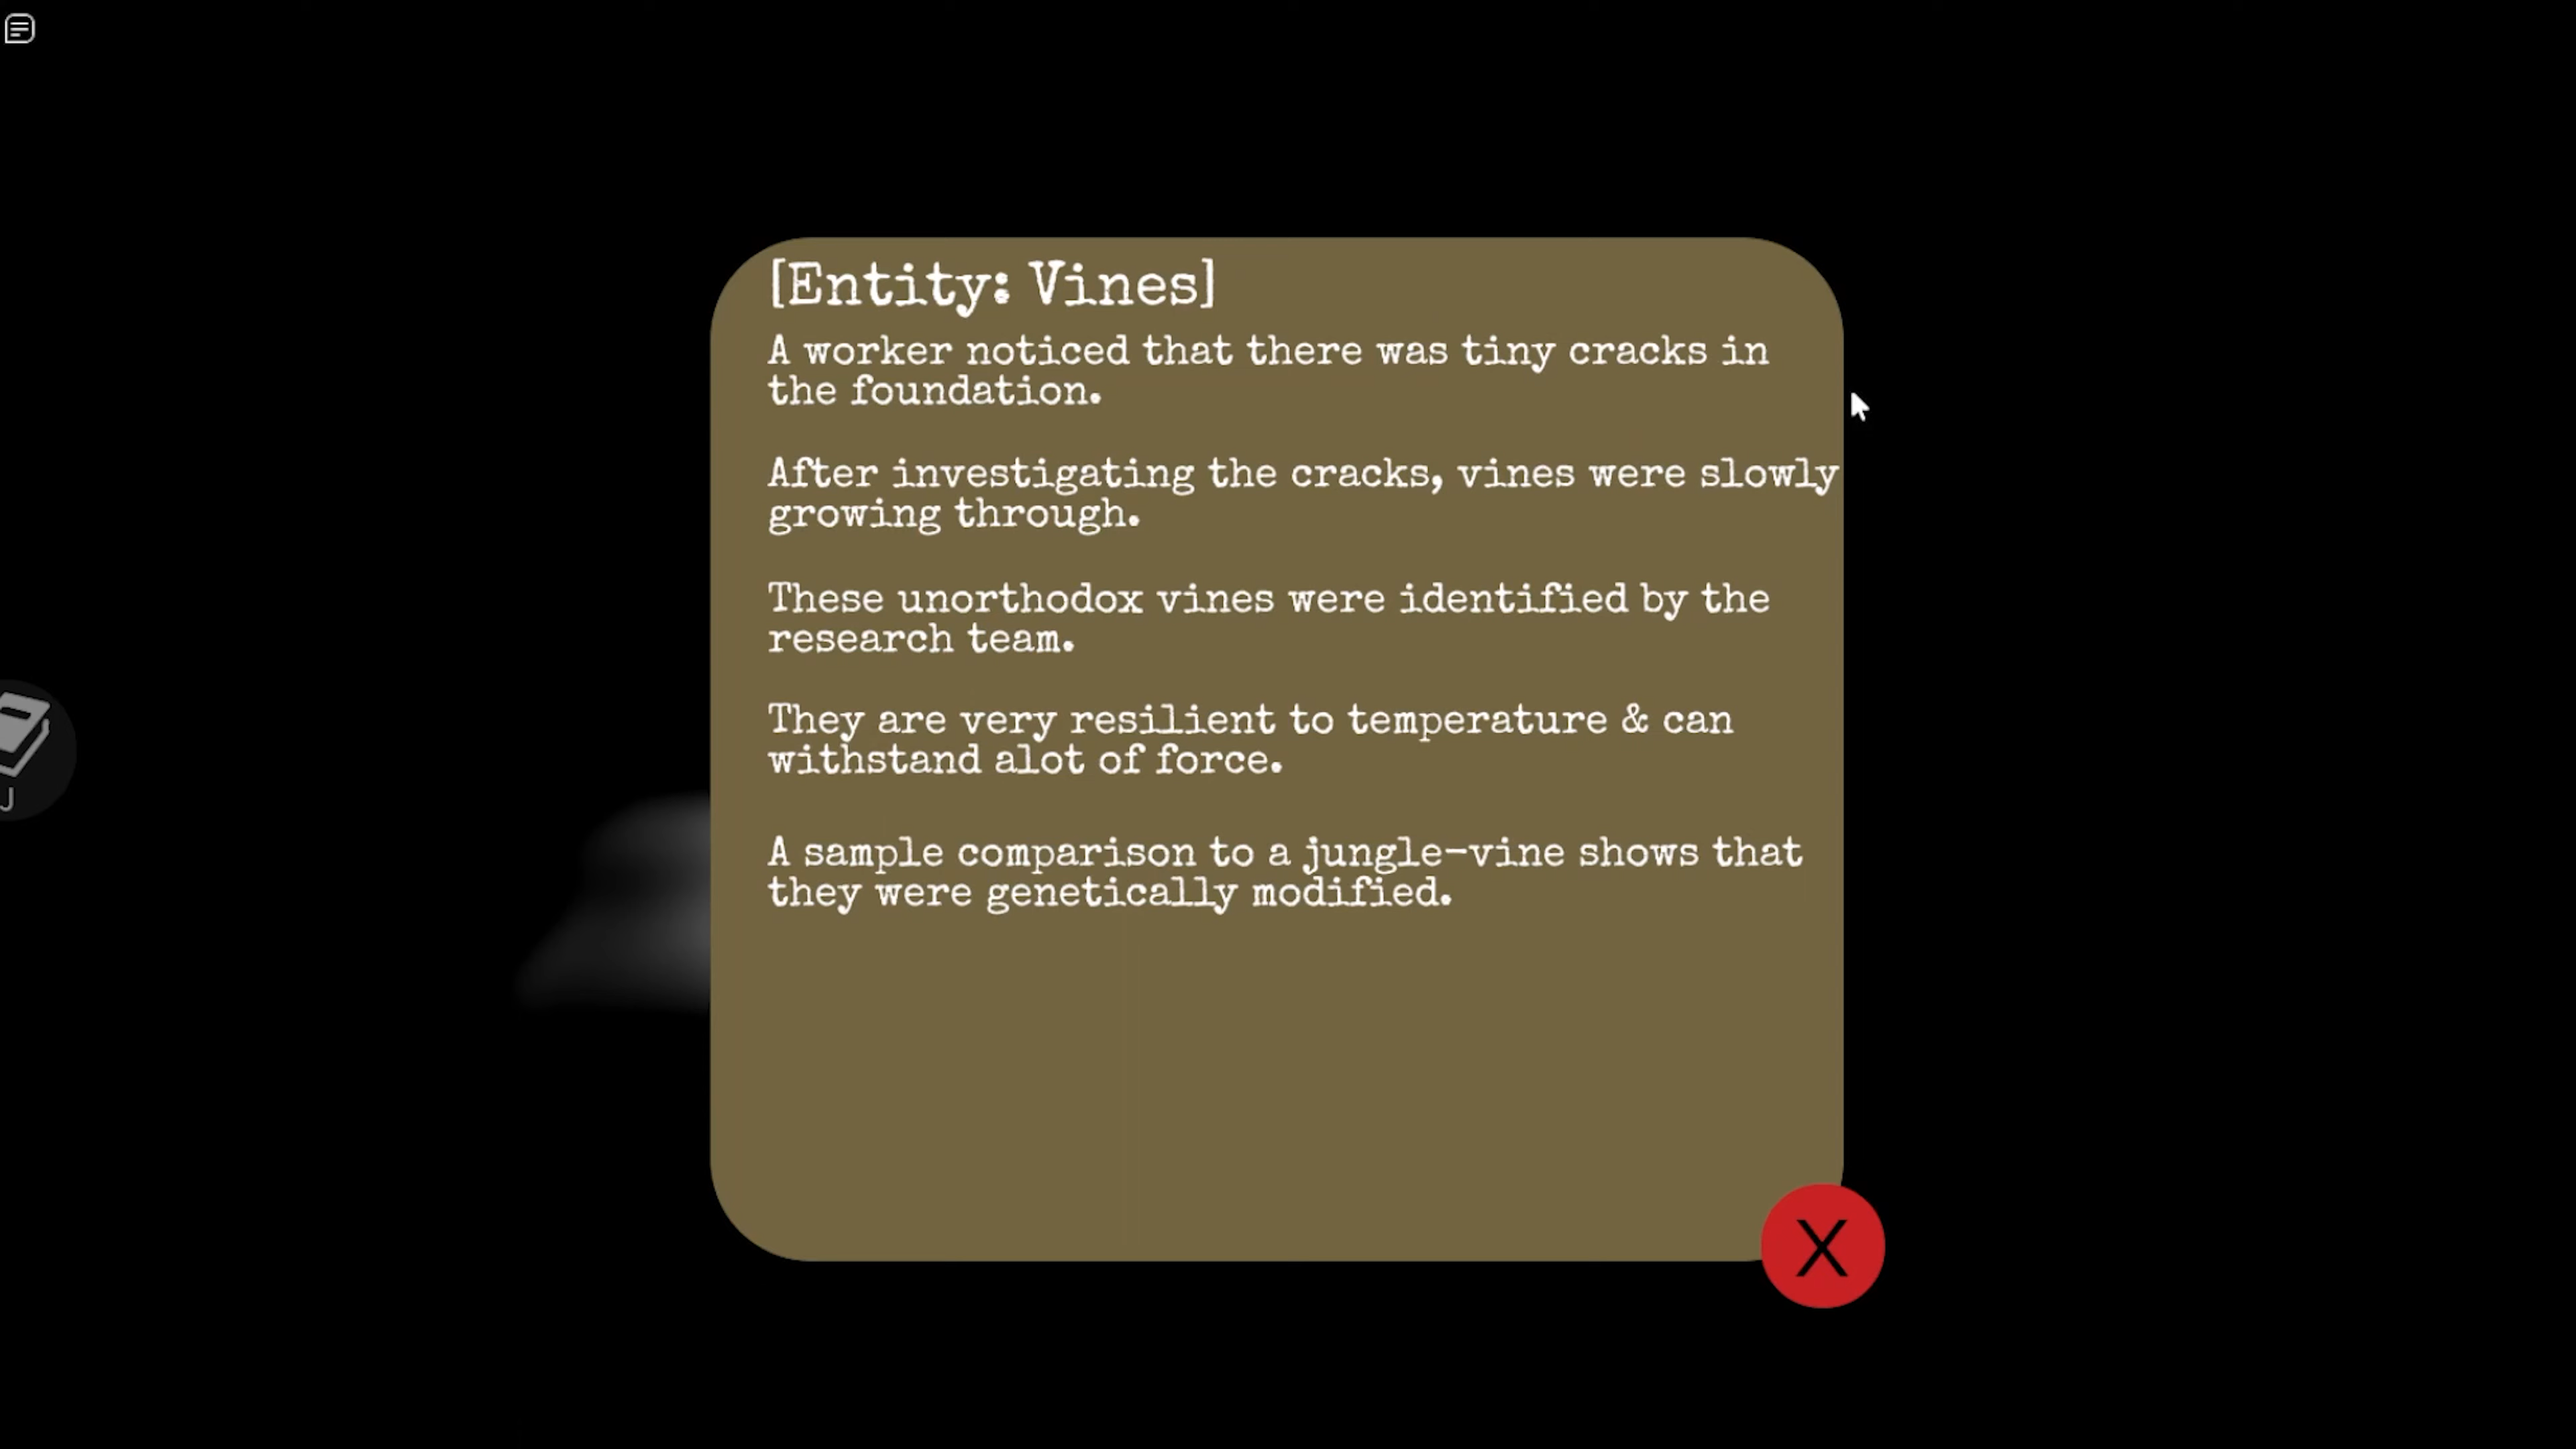 [Entity: Vines]
A worker noticed that there was tiny cracks in
the foundation.
After investigating the cracks, vines were slowly
growing through.
These unorthodox vines were identified by the
research team.
They are very resilient to temperature & can
withstand alot of force.
A sample comparison to a jungle-vine shows that
they were genetically modified.
J
X